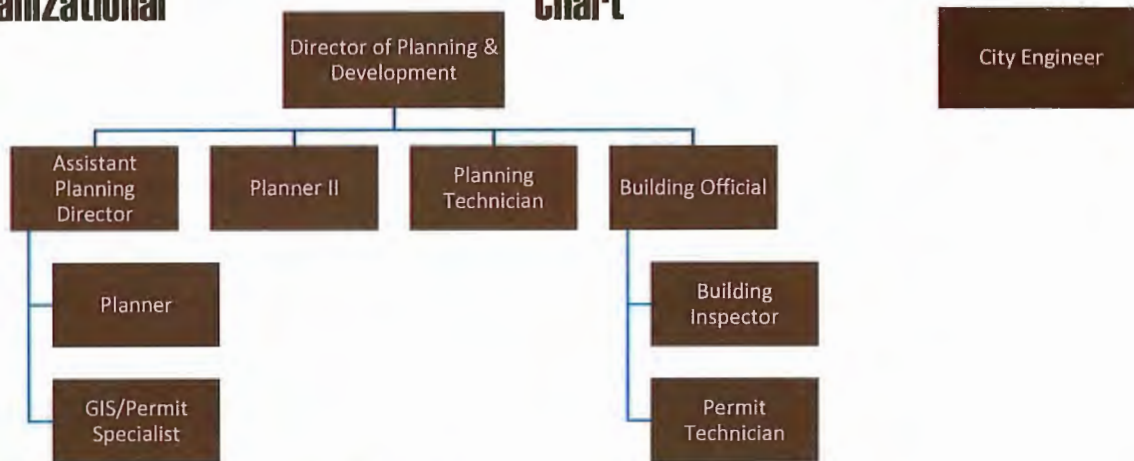 Chart
Director of Planning &
Development
City Engineer
Assistant
Planning
Director
Planner II
Planning
Technician
Building Official
Planner
Building
Inspector
GIS/Permit
Specialist
Permit
Technician